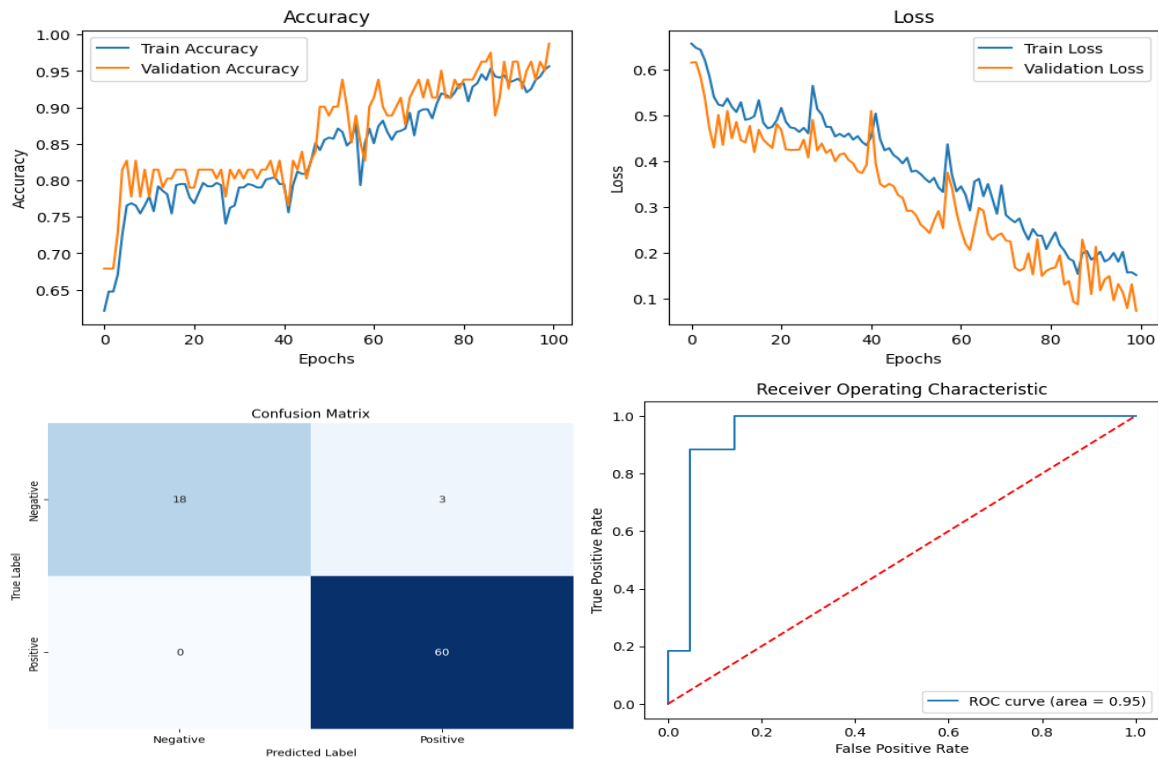 Accuracy
1.00
0.95
0.90
0.85
0.80
0.75
0.70
0.65
Accuracy
Train Accuracy
Validation Accuracy
0
20
40
60
80
100
Epochs
Loss
0.6
0.5
0.4
0.3
0.2
0.1
Loss
Train Loss
Validation Loss
0
20
40
60
80
100
Epochs
Confusion Matrix
True Label
Negative
18
3
Positive
0
60
Negative
Positive
Predicted Label
Receiver Operating Characteristic
1.0
0.8
0.6
0.4
0.2
0.0
True Positive Rate
ROC curve (area = 0.95)
0.0
0.2
0.4
0.6
0.8
1.0
False Positive Rate